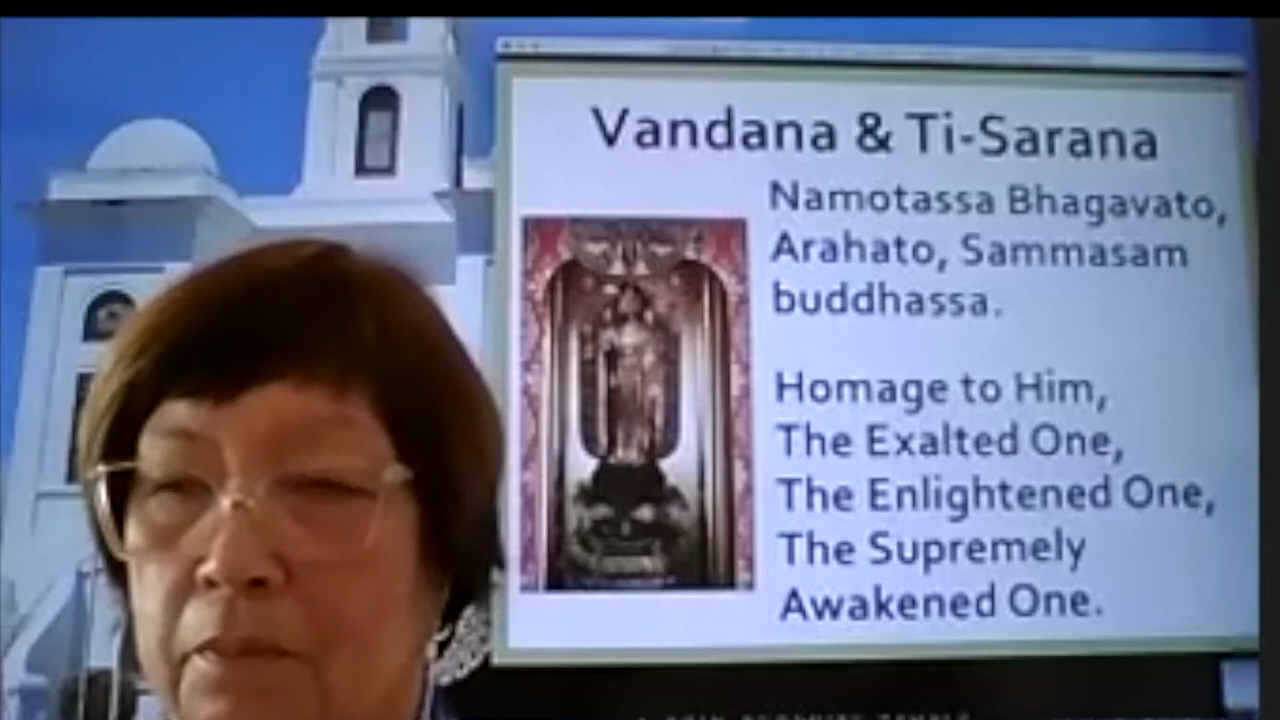 Vandana & Ti-Sarana
Namotassa Bhagavato,
Arahato, Sammasam
buddhassa.
Homage to Him,
The Exalted One,
The Enlightened One,
The Supremely
Awakened One.